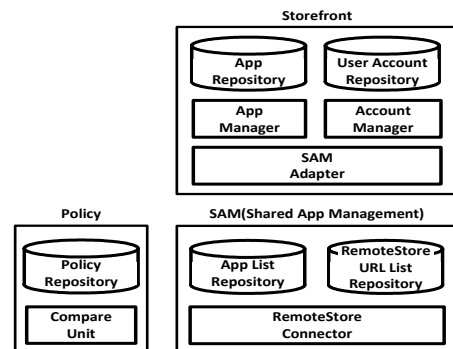 Storefront
App
Repository
User Account
Repository
App
Manager
Account
Manager
SAM
Adapter
Policy
Policy
Repository
Compare
Unit
SAM(Shared App Management)
App List
Repository
RemoteStore
URL List
Repository
RemoteStore
Connector